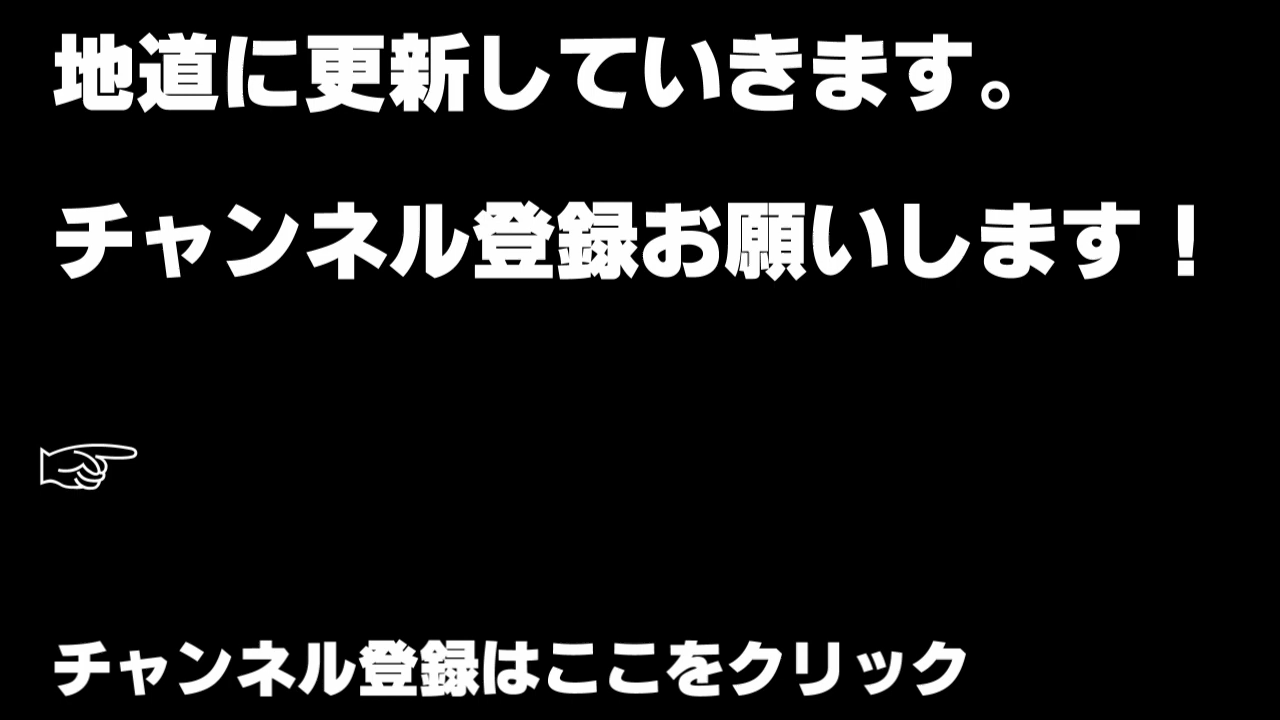 地道に更新していきます。
チャンネル登録お願いします！
☞
チャンネル登録はここをクリック